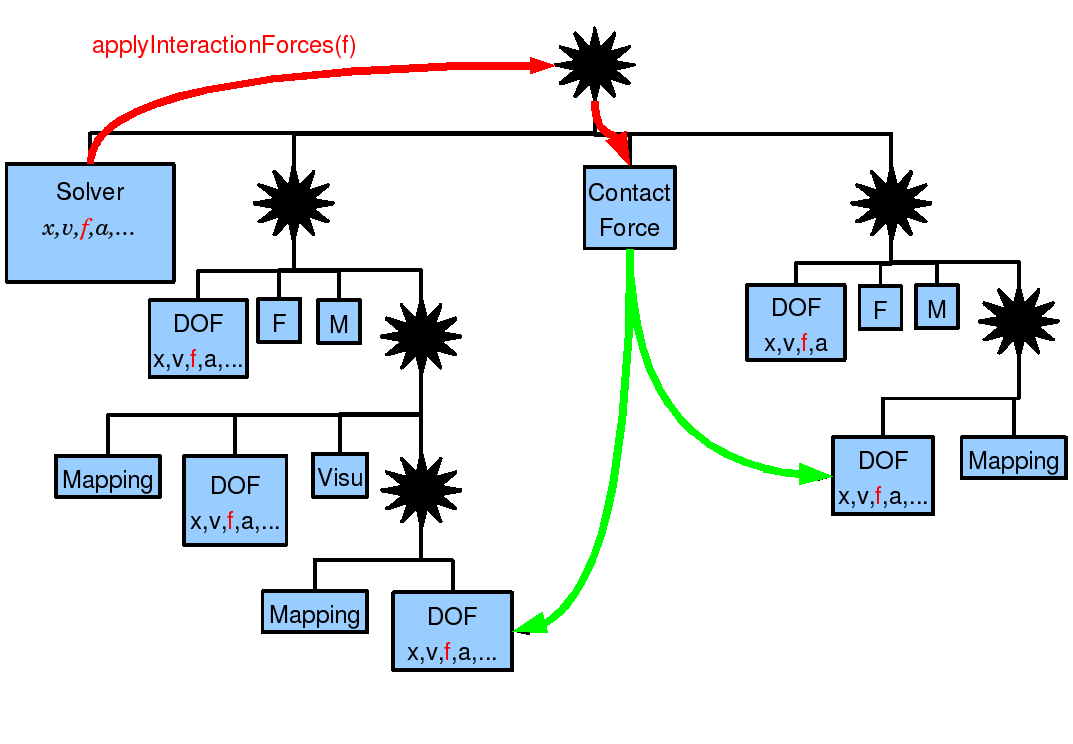 applyInteractionForces(f)
Solver
x,v,f,a,...
Contact
Force
DOF
x,v,f,a,...
F
M
DOF
x,v,f,a
F
M
Mapping
DOF
x,v,f,a,...
Visu
DOF
x,v,f,a,...
Mapping
Mapping
DOF
x,v,f,a,...